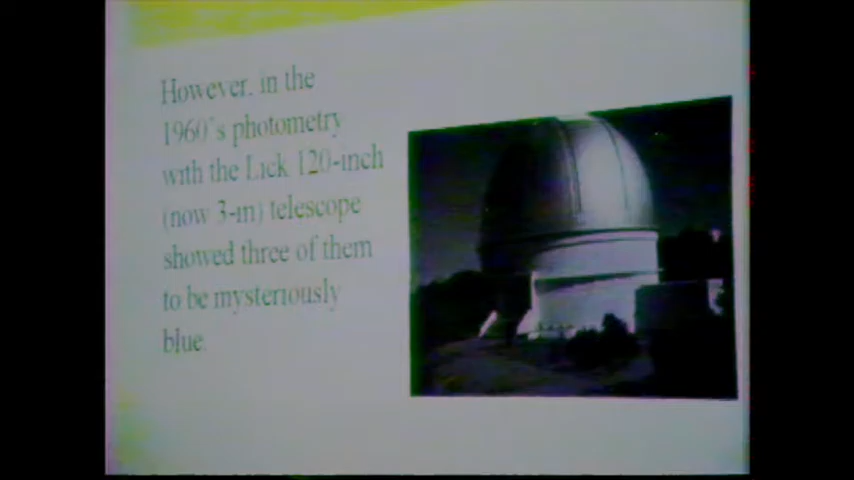 However, in the
1960's photometry
with the Lick 120-inch
(now 3-m) telescope
showed three of them
to be mysteriously
blue.